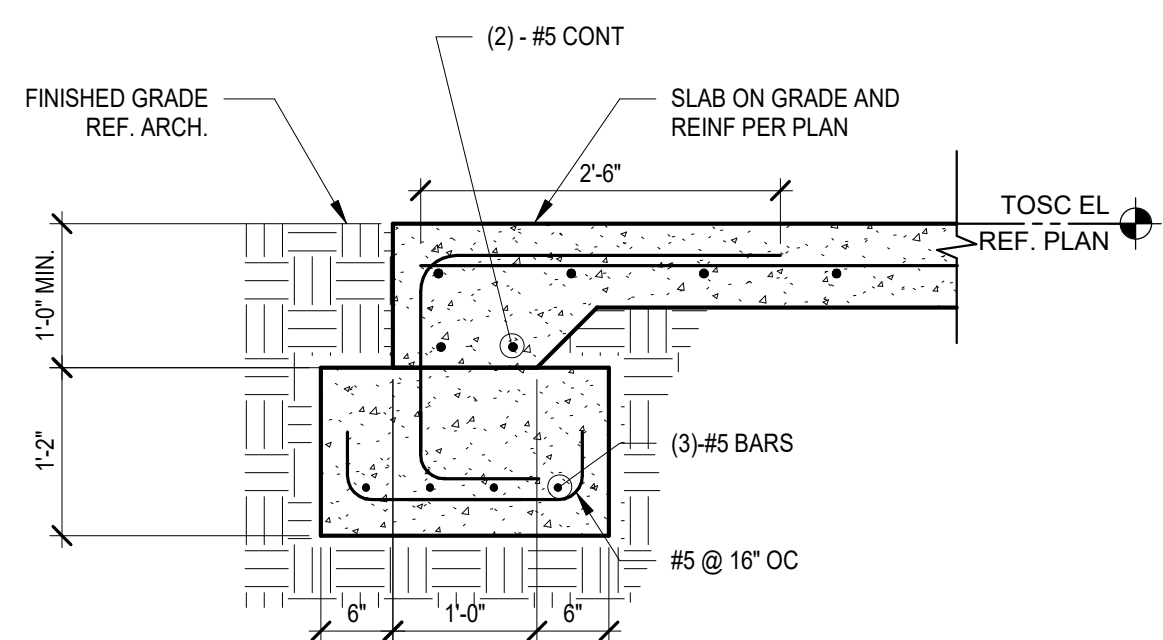 (2) - #5 CONT
FINISHED GRADE
REF. ARCH.
SLAB ON GRADE AND
REINF PER PLAN
2'-6"
TOSC EL
REF. PLAN
1'-0" MIN.
1'-2"
(3)-#5 BARS
#5 @ 16" OC
6"
1'-0"
6"